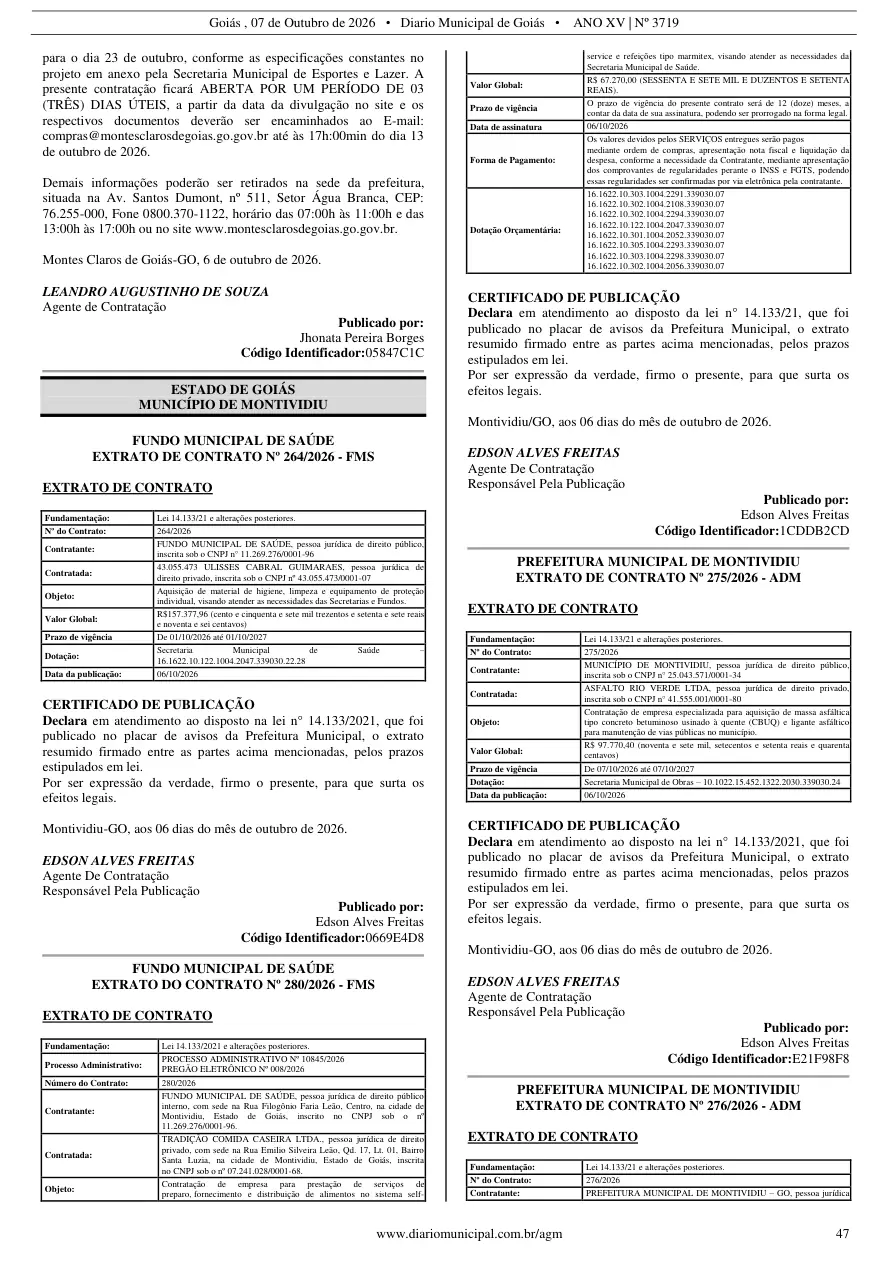 Goiás , 07 de Outubro de 2026 • Diario Municipal de Goiás • ANO XV | Nº 3719
para o dia 23 de outubro, conforme as especificações constantes no
projeto em anexo pela Secretaria Municipal de Esportes e Lazer. A
presente contratação ficará ABERTA POR UM PERÍODO DE 03
(TRÊS) DIAS ÚTEIS, a partir da data da divulgação no site e os
respectivos documentos deverão ser encaminhados ao E-mail:
compras@montesclarosdegoias.go.gov.br até às 17h:00min do dia 13
de outubro de 2026.
Demais informações poderão ser retirados na sede da prefeitura,
situada na Av. Santos Dumont, nº 511, Setor Água Branca, CEP:
76.255-000, Fone 0800.370-1122, horário das 07:00h às 11:00h e das
13:00h às 17:00h ou no site www.montesclarosdegoias.go.gov.br.
Montes Claros de Goiás-GO, 6 de outubro de 2026.
LEANDRO AUGUSTINHO DE SOUZA
Agente de Contratação
Publicado por:
Jhonata Pereira Borges
Código Identificador:05847C1C
ESTADO DE GOIÁS
MUNICÍPIO DE MONTIVIDIU
FUNDO MUNICIPAL DE SAÚDE
EXTRATO DE CONTRATO Nº 264/2026 - FMS
EXTRATO DE CONTRATO
Fundamentação: Lei 14.133/21 e alterações posteriores.
Nº do Contrato: 264/2026
Contratante: FUNDO MUNICIPAL DE SAÚDE, pessoa jurídica de direito público,
inscrita sob o CNPJ n° 11.269.276/0001-96
Contratada: 43.055.473 ULISSES CABRAL GUIMARAES, pessoa jurídica de
direito privado, inscrita sob o CNPJ nº 43.055.473/0001-07
Objeto: Aquisição de material de higiene, limpeza e equipamento de proteção
individual, visando atender as necessidades das Secretarias e Fundos.
Valor Global: R$157.377,96 (cento e cinquenta e sete mil trezentos e setenta e sete reais
e noventa e sei centavos)
Prazo de vigência De 01/10/2026 até 01/10/2027
Dotação: Secretaria Municipal de Saúde –
16.1622.10.122.1004.2047.339030.22.28
Data da publicação: 06/10/2026
CERTIFICADO DE PUBLICAÇÃO
Declara em atendimento ao disposto na lei n° 14.133/2021, que foi
publicado no placar de avisos da Prefeitura Municipal, o extrato
resumido firmado entre as partes acima mencionadas, pelos prazos
estipulados em lei.
Por ser expressão da verdade, firmo o presente, para que surta os
efeitos legais.
Montividiu-GO, aos 06 dias do mês de outubro de 2026.
EDSON ALVES FREITAS
Agente De Contratação
Responsável Pela Publicação
Publicado por:
Edson Alves Freitas
Código Identificador:0669E4D8
FUNDO MUNICIPAL DE SAÚDE
EXTRATO DO CONTRATO Nº 280/2026 - FMS
EXTRATO DE CONTRATO
Fundamentação: Lei 14.133/2021 e alterações posteriores.
Processo Administrativo: PROCESSO ADMINISTRATIVO Nº 10845/2026
PREGÃO ELETRÔNICO Nº 008/2026
Número do Contrato: 280/2026
Contratante: FUNDO MUNICIPAL DE SAÚDE, pessoa jurídica de direito público
interno, com sede na Rua Filogônio Faria Leão, Centro, na cidade de
Montividiu, Estado de Goiás, inscrito no CNPJ sob o nº
11.269.276/0001-96.
Contratada: TRADIÇÃO COMIDA CASEIRA LTDA., pessoa jurídica de direito
privado, com sede na Rua Emílio Silveira Leão, Qd. 17, Lt. 01, Bairro
Santa Luzia, na cidade de Montividiu, Estado de Goiás, inscrita
no CNPJ sob o nº 07.241.028/0001-68.
Objeto: Contratação de empresa para prestação de serviços de
preparo, fornecimento e distribuição de alimentos no sistema self-
service e refeições tipo marmitex, visando atender as necessidades da
Secretaria Municipal de Saúde.
Valor Global: R$ 67.270,00 (SESSENTA E SETE MIL E DUZENTOS E SETENTA
REAIS).
Prazo de vigência O prazo de vigência do presente contrato será de 12 (doze) meses, a
contar da data de sua assinatura, podendo ser prorrogado na forma legal.
Data de assinatura 06/10/2026
Forma de Pagamento: Os valores devidos pelos SERVIÇOS entregues serão pagos
mediante ordem de compras, apresentação nota fiscal e liquidação da
despesa, conforme a necessidade da Contratante, mediante apresentação
dos comprovantes de regularidades perante o INSS e FGTS, podendo
essas regularidades ser confirmadas por via eletrônica pela contratante.
Dotação Orçamentária: 16.1622.10.303.1004.2291.339030.07
16.1622.10.302.1004.2108.339030.07
16.1622.10.302.1004.2294.339030.07
16.1622.10.122.1004.2047.339030.07
16.1622.10.301.1004.2052.339030.07
16.1622.10.305.1004.2293.339030.07
16.1622.10.303.1004.2298.339030.07
16.1622.10.302.1004.2056.339030.07
CERTIFICADO DE PUBLICAÇÃO
Declara em atendimento ao disposto da lei n° 14.133/21, que foi
publicado no placar de avisos da Prefeitura Municipal, o extrato
resumido firmado entre as partes acima mencionadas, pelos prazos
estipulados em lei.
Por ser expressão da verdade, firmo o presente, para que surta os
efeitos legais.
Montividiu/GO, aos 06 dias do mês de outubro de 2026.
EDSON ALVES FREITAS
Agente De Contratação
Responsável Pela Publicação
Publicado por:
Edson Alves Freitas
Código Identificador:1CDDB2CD
PREFEITURA MUNICIPAL DE MONTIVIDIU
EXTRATO DE CONTRATO Nº 275/2026 - ADM
EXTRATO DE CONTRATO
Fundamentação: Lei 14.133/21 e alterações posteriores.
Nº do Contrato: 275/2026
Contratante: MUNICÍPIO DE MONTIVIDIU, pessoa jurídica de direito público,
inscrita sob o CNPJ n° 25.043.571/0001-34
Contratada: ASFALTO RIO VERDE LTDA, pessoa jurídica de direito privado,
inscrita sob o CNPJ n° 41.555.001/0001-80
Objeto: Contratação de empresa especializada para aquisição de massa asfáltica
tipo concreto betuminoso usinado à quente (CBUQ) e ligante asfáltico
para manutenção de vias públicas no município.
Valor Global: R$ 97.770,40 (noventa e sete mil, setecentos e setenta reais e quarenta
centavos)
Prazo de vigência De 07/10/2026 até 07/10/2027
Dotação: Secretaria Municipal de Obras – 10.1022.15.452.1322.2030.339030.24
Data da publicação: 06/10/2026
CERTIFICADO DE PUBLICAÇÃO
Declara em atendimento ao disposto na lei n° 14.133/2021, que foi
publicado no placar de avisos da Prefeitura Municipal, o extrato
resumido firmado entre as partes acima mencionadas, pelos prazos
estipulados em lei.
Por ser expressão da verdade, firmo o presente, para que surta os
efeitos legais.
Montividiu-GO, aos 06 dias do mês de outubro de 2026.
EDSON ALVES FREITAS
Agente de Contratação
Responsável Pela Publicação
Publicado por:
Edson Alves Freitas
Código Identificador:E21F98F8
PREFEITURA MUNICIPAL DE MONTIVIDIU
EXTRATO DE CONTRATO Nº 276/2026 - ADM
EXTRATO DE CONTRATO
Fundamentação: Lei 14.133/21 e alterações posteriores.
Nº do Contrato: 276/2026
Contratante: PREFEITURA MUNICIPAL DE MONTIVIDIU – GO, pessoa jurídica
www.diariomunicipal.com.br/agm 47